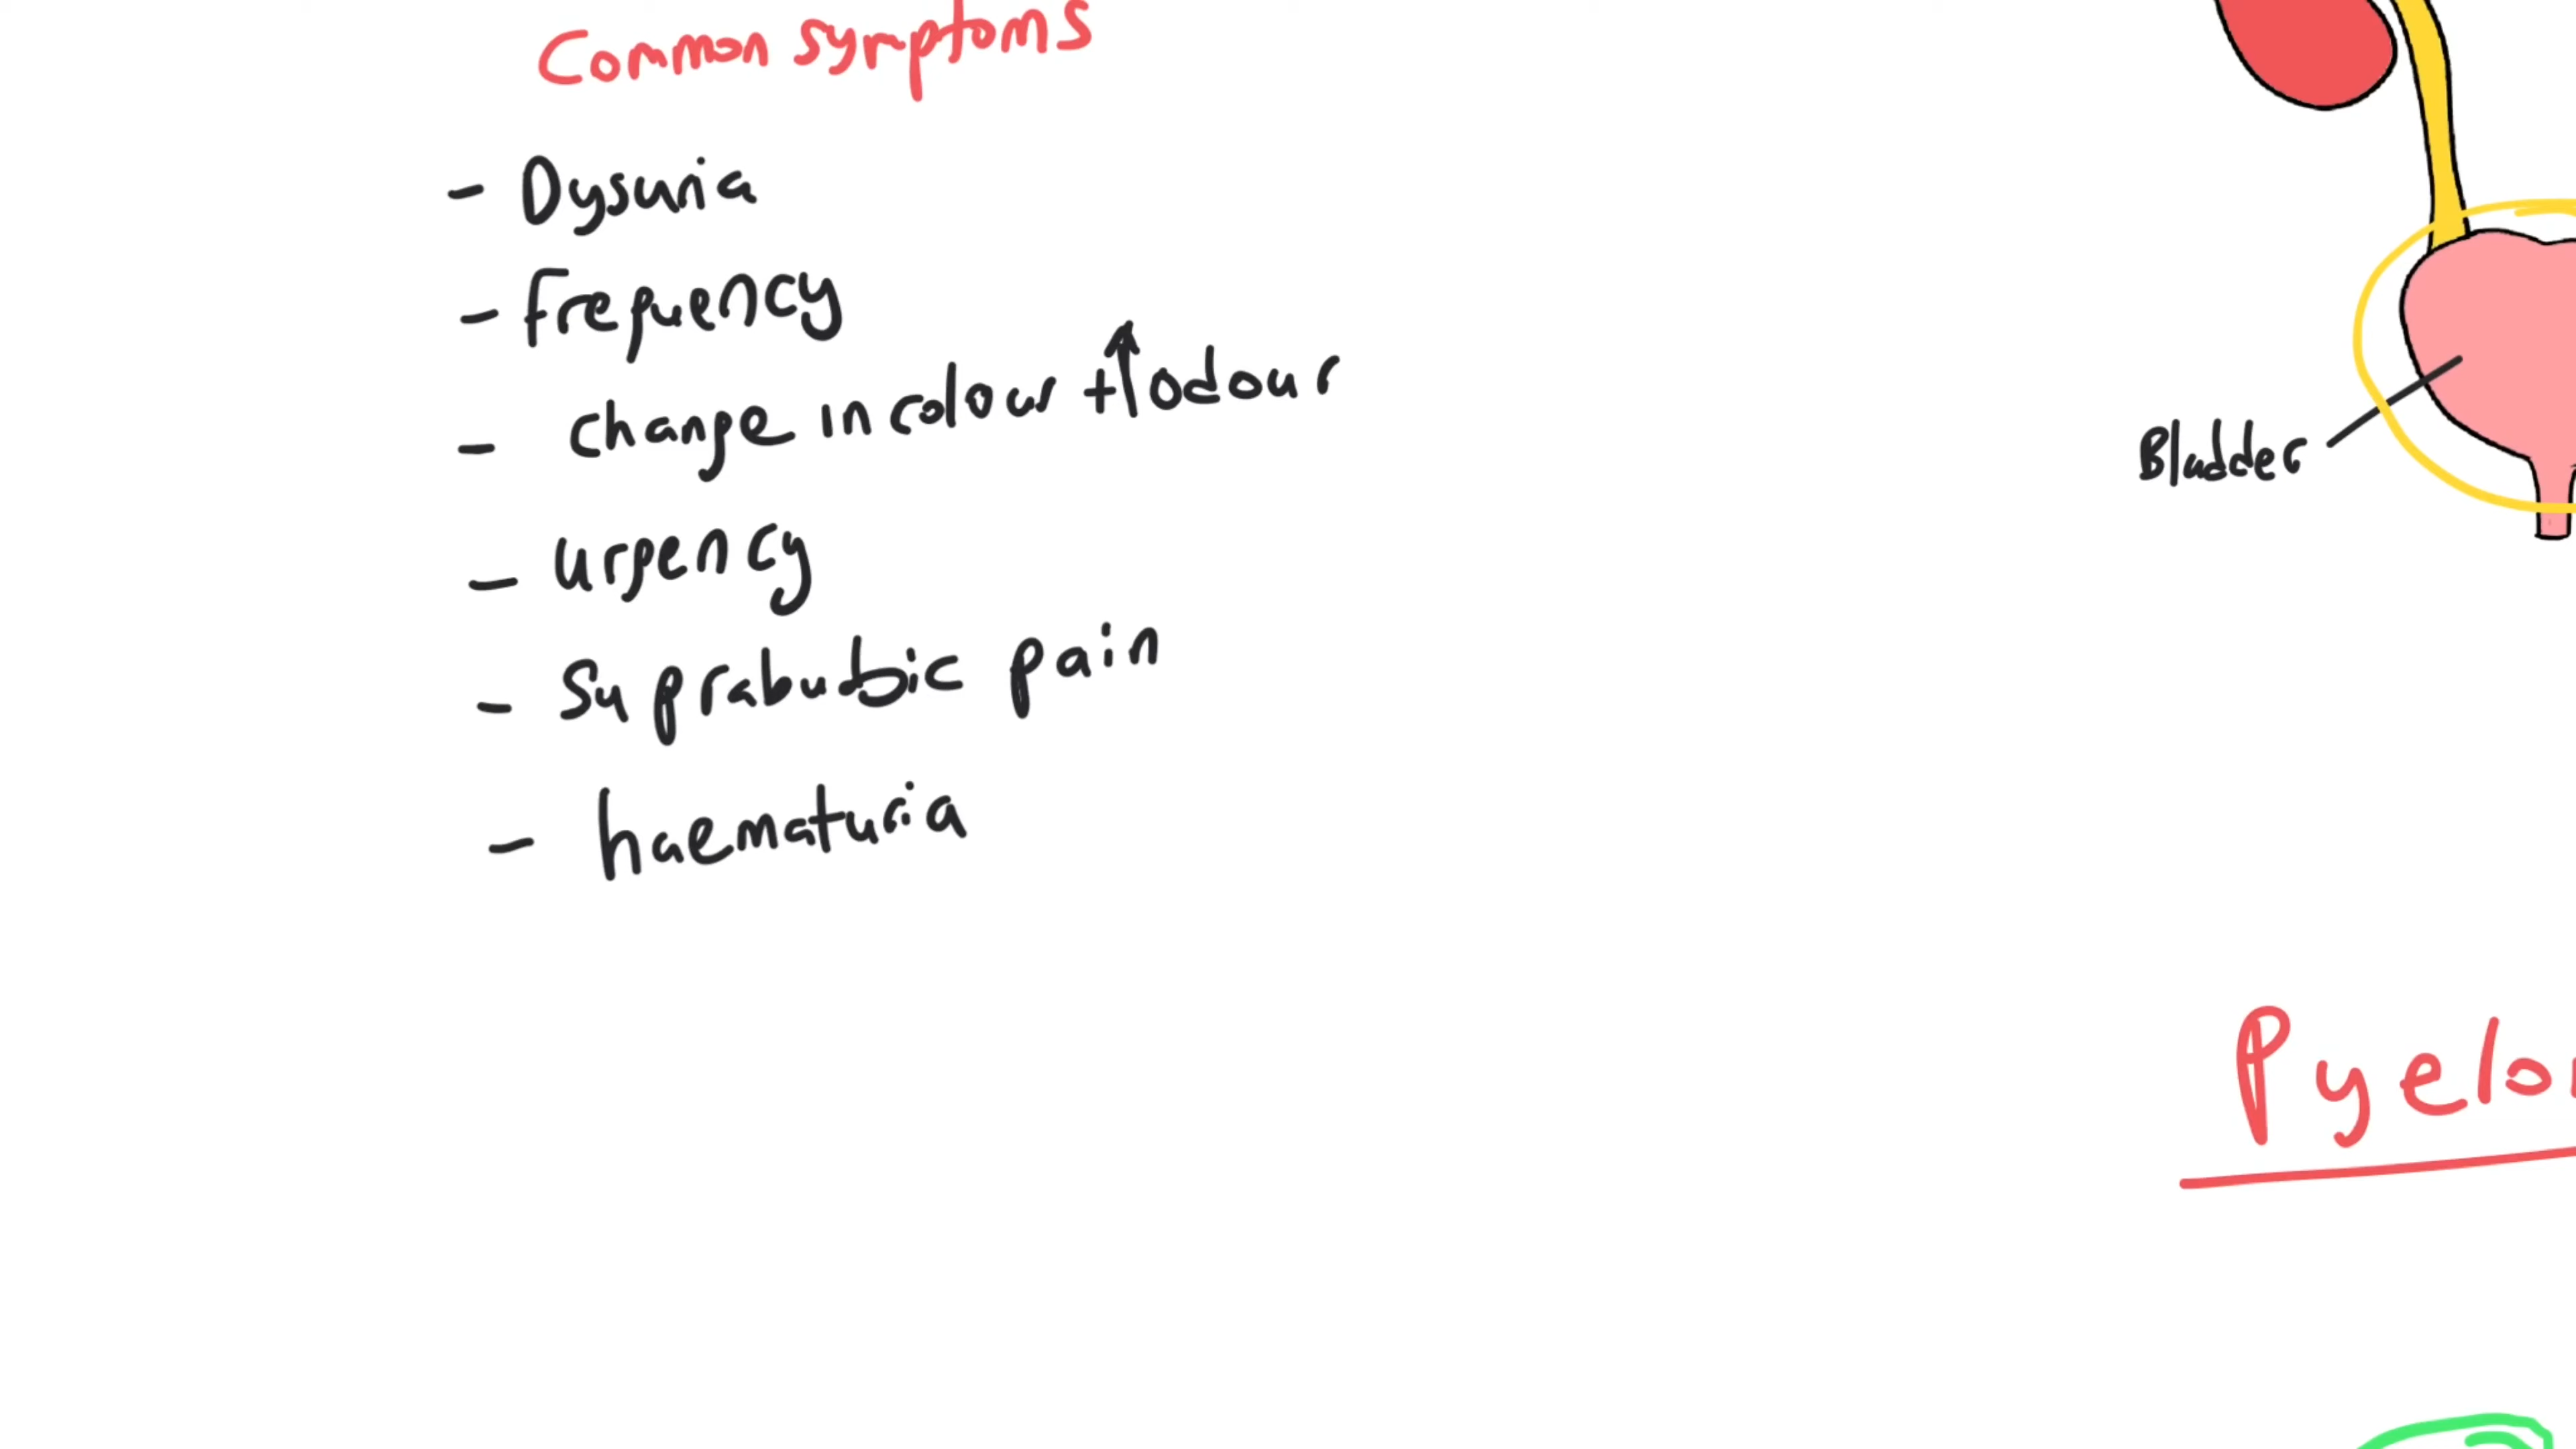 Common symptoms
- Dysuria
- frequency
- change in colour + ↑ odour
- urgency
- Suprabubic pain
- haematuria
Bladder
Pyelo